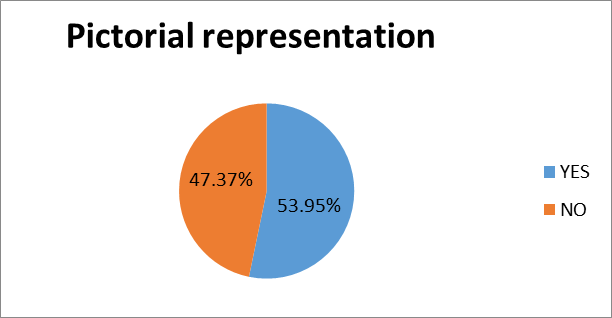 Pictorial representation
47.37%
53.95%
YES
NO